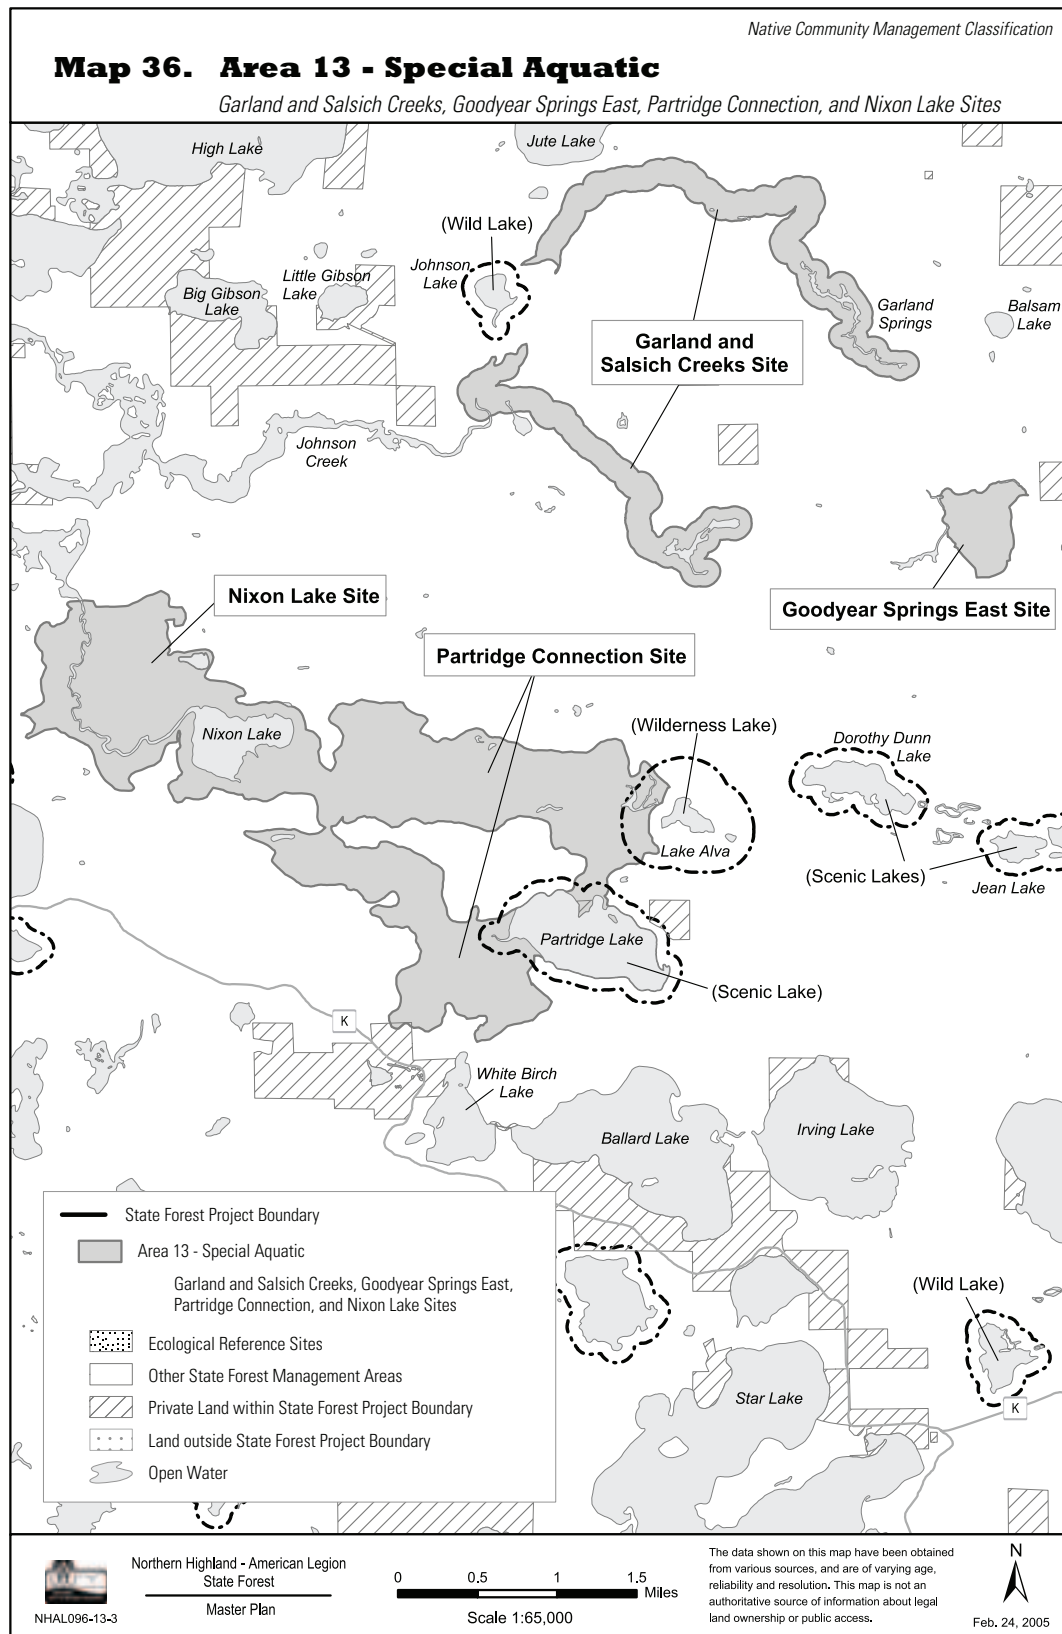 Native Community Management Classification
Map 36. Area 13 - Special Aquatic
Garland and Salsich Creeks, Goodyear Springs East, Partridge Connection, and Nixon Lake Sites
High Lake
Jute Lake
(Wild Lake)
Johnson
Lake
Little Gibson
Lake
Big Gibson
Lake
Garland
Springs
Balsam
Lake
Garland and
Salsich Creeks Site
Johnson
Creek
Nixon Lake Site
Goodyear Springs East Site
Partridge Connection Site
Nixon Lake
(Wilderness Lake)
Dorothy Dunn
Lake
Lake Alva
(Scenic Lakes)
Jean Lake
Partridge Lake
(Scenic Lake)
K
White Birch
Lake
Ballard Lake
Irving Lake
(Wild Lake)
Star Lake
K
State Forest Project Boundary
Area 13 - Special Aquatic
Garland and Salsich Creeks, Goodyear Springs East,
Partridge Connection, and Nixon Lake Sites
Ecological Reference Sites
Other State Forest Management Areas
Private Land within State Forest Project Boundary
Land outside State Forest Project Boundary
Open Water
NHAL096-13-3
Northern Highland - American Legion
State Forest
Master Plan
0 0.5 1 1.5
Miles
Scale 1:65,000
The data shown on this map have been obtained
from various sources, and are of varying age,
reliability and resolution. This map is not an
authoritative source of information about legal
land ownership or public access.
N
Feb. 24, 2005